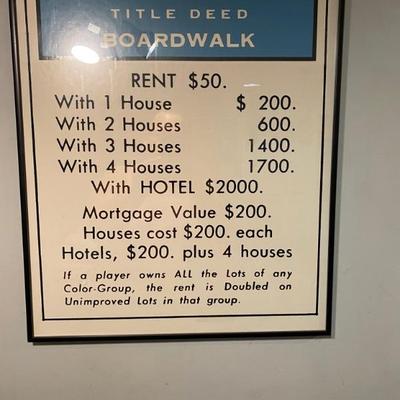 TITLE DEED
BOARDWALK
RENT $50.
With 1 House $ 200.
With 2 Houses 600.
With 3 Houses 1400.
With 4 Houses 1700.
With HOTEL $2000.
Mortgage Value $200.
Houses cost $200. each
Hotels, $200. plus 4 houses
If a player owns ALL the Lots of any
Color-Group, the rent is Doubled on
Unimproved Lots in that group.